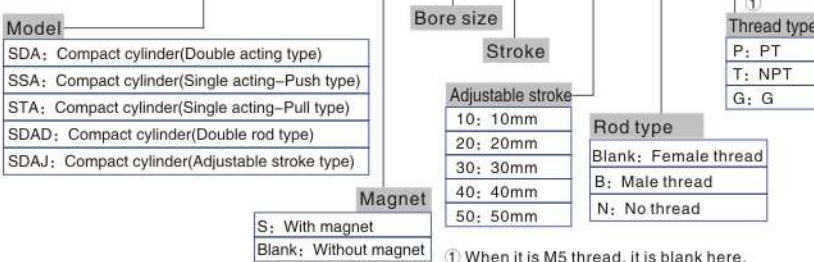 Model
SDA: Compact cylinder(Double acting type)
SSA: Compact cylinder(Single acting–Push type)
STA: Compact cylinder(Single acting–Pull type)
SDAD: Compact cylinder(Double rod type)
SDAJ: Compact cylinder(Adjustable stroke type)
Magnet
S: With magnet
Blank: Without magnet
Bore size
Stroke
Adjustable stroke
10: 10mm
20: 20mm
30: 30mm
40: 40mm
50: 50mm
Rod type
Blank: Female thread
B: Male thread
N: No thread
①
Thread type
P: PT
T: NPT
G: G
① When it is M5 thread, it is blank here.